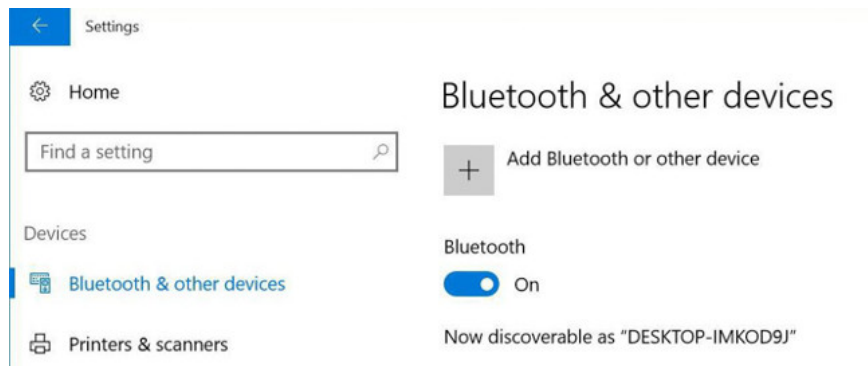 Settings
Home
Find a setting
Devices
Bluetooth & other devices
Printers & scanners
Bluetooth & other devices
Add Bluetooth or other device
Bluetooth
On
Now discoverable as “DESKTOP-IMKOD9J”